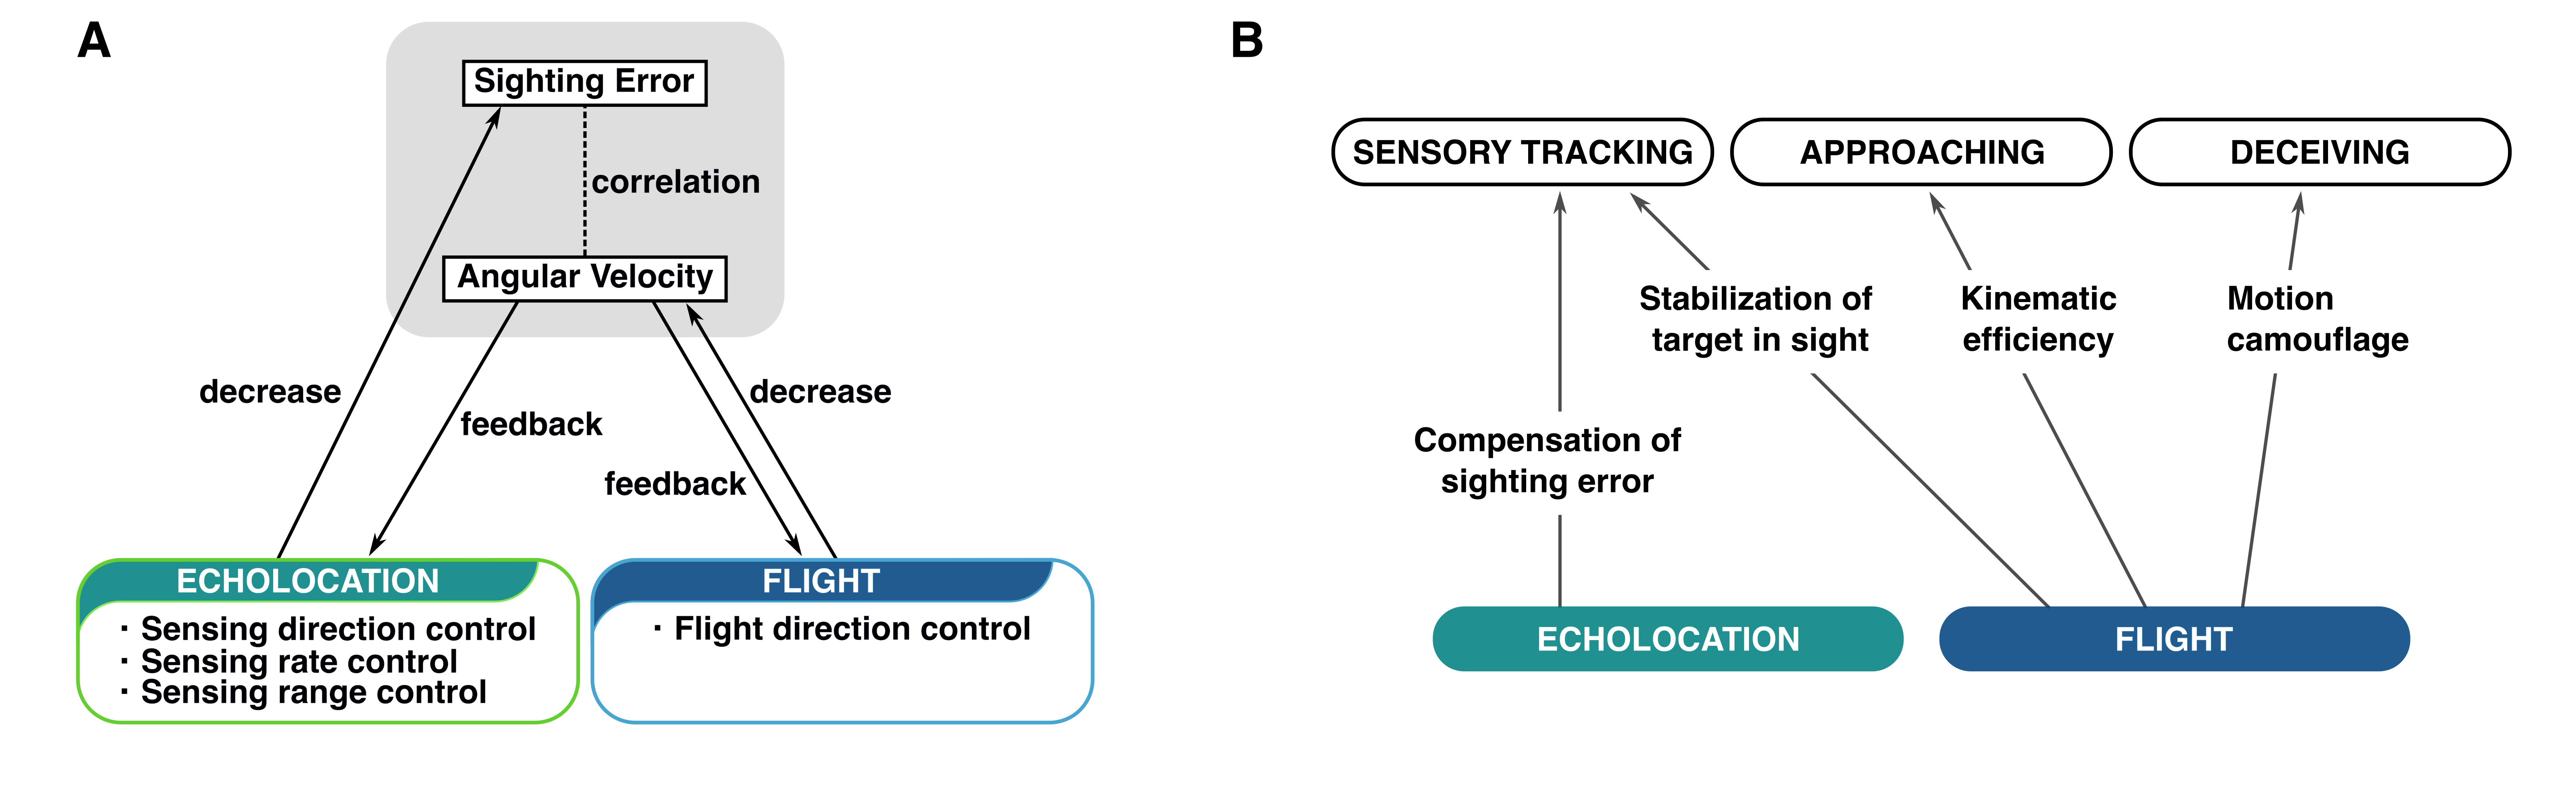 A
Sighting Error
correlation
Angular Velocity
decrease
feedback
feedback
decrease
ECHOLOCATION
· Sensing direction control
· Sensing rate control
· Sensing range control
FLIGHT
· Flight direction control
B
SENSORY TRACKING
APPROACHING
DECEIVING
Stabilization of
target in sight
Kinematic
efficiency
Motion
camouflage
Compensation of
sighting error
ECHOLOCATION
FLIGHT